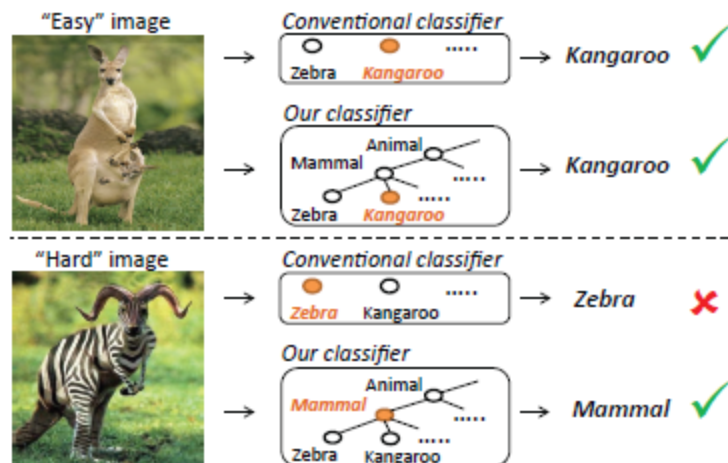 “Easy” image
Conventional classifier
.....
Zebra Kangaroo
Kangaroo
Our classifier
Animal
Mammal
.....
.....
Zebra Kangaroo
Kangaroo
“Hard” image
Conventional classifier
.....
Zebra Kangaroo
Zebra
Our classifier
Animal
Mammal
.....
.....
Zebra Kangaroo
Mammal